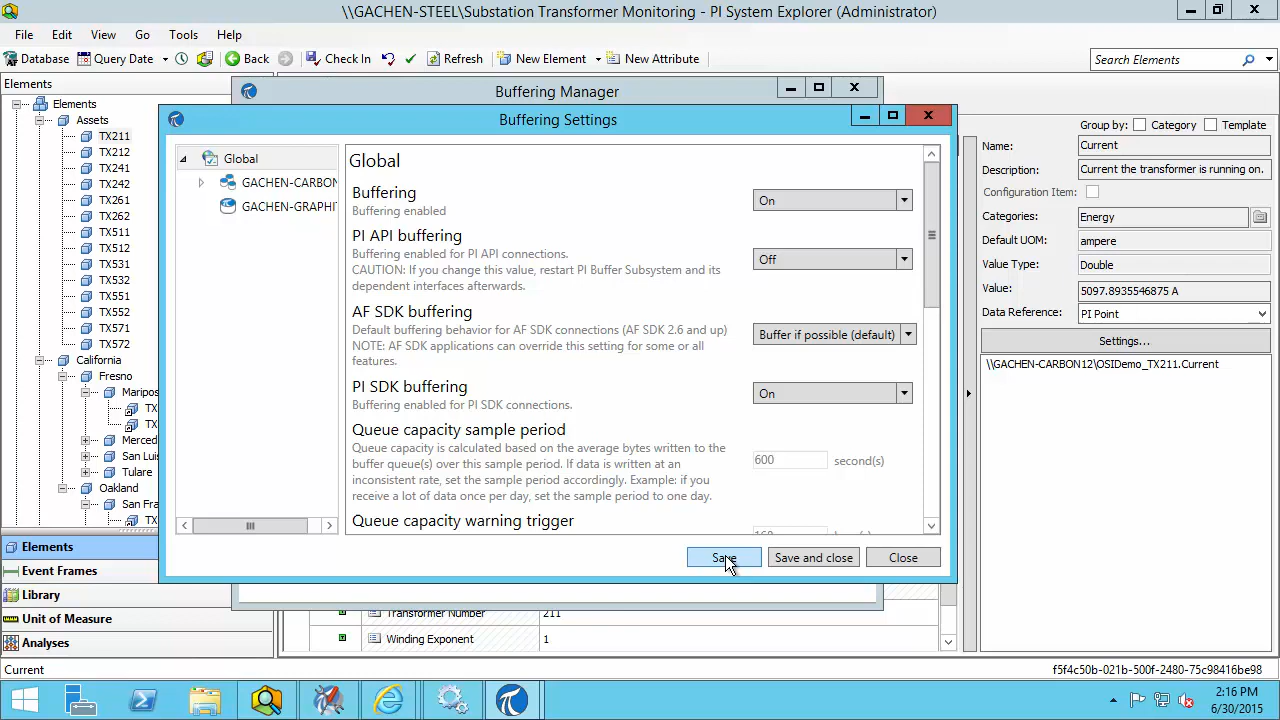 \\GACHEN-STEEL\Substation Transformer Monitoring - PI System Explorer (Administrator)
File Edit View Go Tools Help
Database Query Date Back Check In Refresh New Element New Attribute
Search Elements
Elements
Elements
Assets
TX211
TX212
TX241
TX242
TX261
TX262
TX511
TX512
TX531
TX532
TX551
TX552
TX571
TX572
California
Fresno
Maripos
TX
TX
Merced
San Luis
Tulare
Oakland
San Fra
TX
Elements
Event Frames
Library
Unit of Measure
Analyses
Buffering Manager
Buffering Settings
Global
GACHEN-CARBON
GACHEN-GRAPHI
Global
Buffering
Buffering enabled
On
PI API buffering
Buffering enabled for PI API connections.
CAUTION: If you change this value, restart PI Buffer Subsystem and its
dependent interfaces afterwards.
Off
AF SDK buffering
Default buffering behavior for AF SDK connections (AF SDK 2.6 and up)
NOTE: AF SDK applications can override this setting for some or all
features.
Buffer if possible (default)
PI SDK buffering
Buffering enabled for PI SDK connections.
On
Queue capacity sample period
Queue capacity is calculated based on the average bytes written to the
buffer queue(s) over this sample period. If data is written at an
inconsistent rate, set the sample period accordingly. Example: if you
receive a lot of data once per day, set the sample period to one day.
600 second(s)
Queue capacity warning trigger
Save Save and close Close
Transformer Number 211
Winding Exponent 1
Group by: Category Template
Name: Current
Description: Current the transformer is running on.
Configuration Item:
Categories: Energy
Default UOM: ampere
Value Type: Double
Value: 5097.8935546875 A
Data Reference: PI Point
Settings...
\\GACHEN-CARBON12\OSIDemo_TX211.Current
Current
f5f4c50b-021b-500f-2480-75c98416be98
2:16 PM
6/30/2015